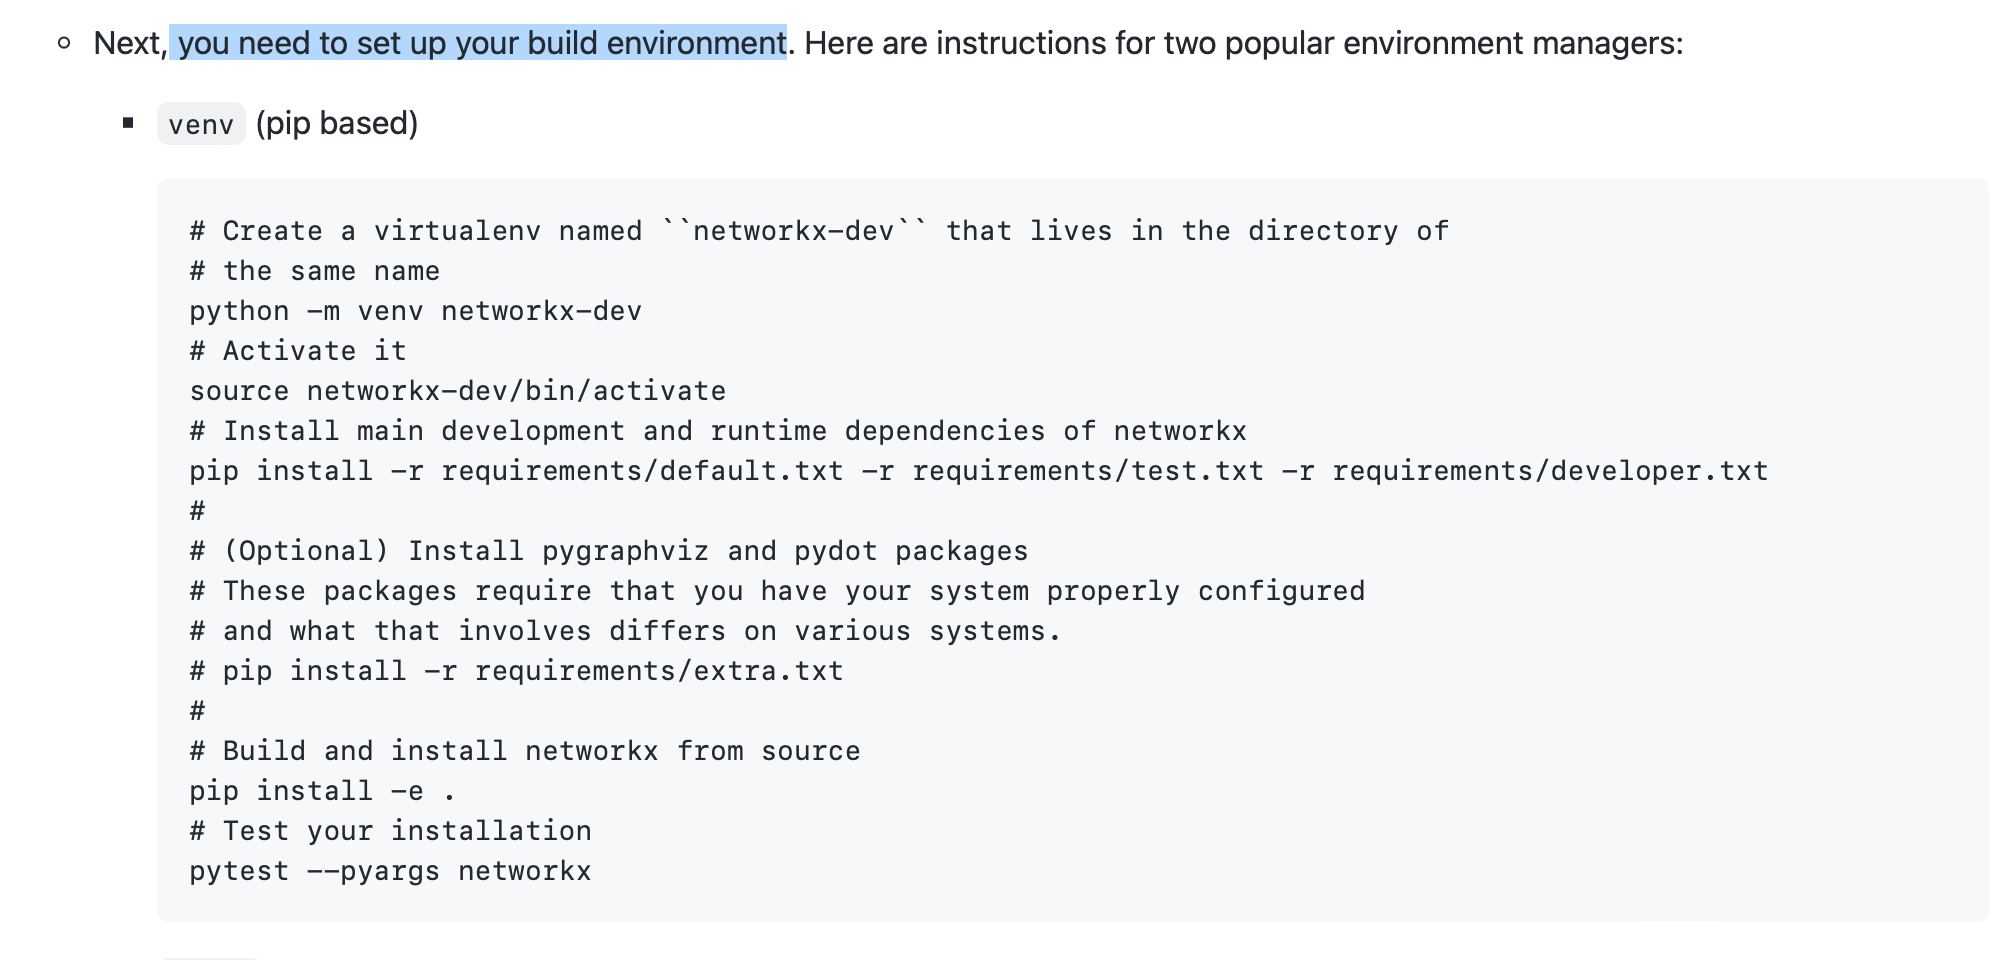 Next, you need to set up your build environment. Here are instructions for two popular environment managers:
venv (pip based)
# Create a virtualenv named ``networkx-dev`` that lives in the directory of
# the same name
python -m venv networkx-dev
# Activate it
source networkx-dev/bin/activate
# Install main development and runtime dependencies of networkx
pip install -r requirements/default.txt -r requirements/test.txt -r requirements/developer.txt
#
# (Optional) Install pygraphviz and pydot packages
# These packages require that you have your system properly configured
# and what that involves differs on various systems.
# pip install -r requirements/extra.txt
#
# Build and install networkx from source
pip install -e .
# Test your installation
pytest --pyargs networkx